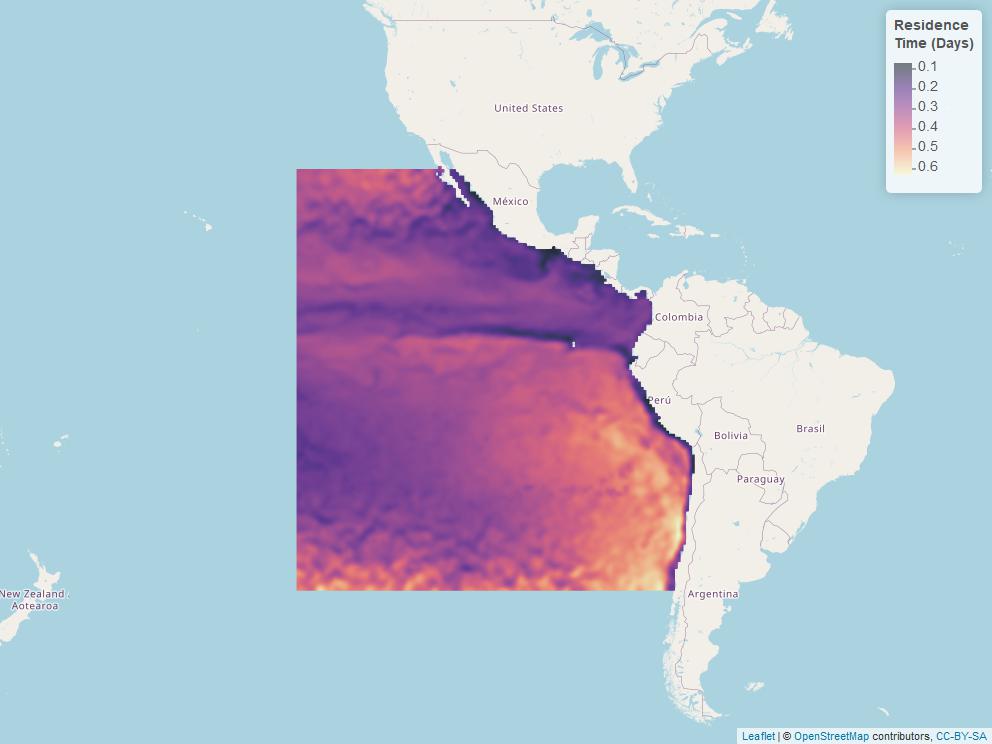 Residence
Time (Days)
0.1
0.2
0.3
0.4
0.5
0.6
United States
México
Colombia
Perú
Brasil
Bolivia
Paraguay
New Zealand
Aotearoa
Argentina
Leaflet | © OpenStreetMap contributors, CC-BY-SA